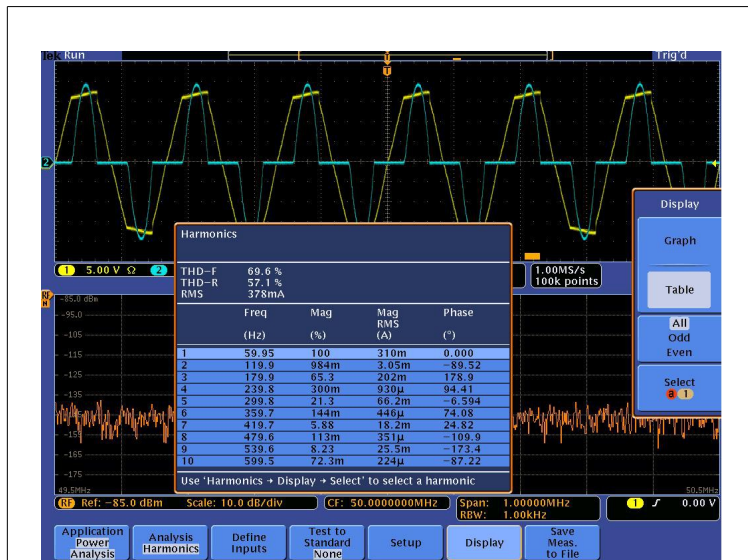 Tek Run
Trig'd
T
T
2
1 5.00 V Ω 2
1.00MS/s
100k points
Harmonics
THD-F 69.6 %
THD-R 57.1 %
RMS 378mA
Freq Mag Mag RMS Phase
(Hz) (%) (A) (°)
1 59.95 100 310m 0.000
2 119.9 984m 3.05m -89.52
3 179.9 65.3 202m 178.9
4 239.8 300m 930µ 94.41
5 299.8 21.3 66.2m -6.594
6 359.7 144m 446µ 74.08
7 419.7 5.88 18.2m 24.82
8 479.6 113m 351µ -109.9
9 539.6 8.23 25.5m -173.4
10 599.5 72.3m 224µ -87.22
Use 'Harmonics → Display → Select' to select a harmonic
Display
Graph
Table
All
Odd
Even
Select
a 1
RF
-85.0 dBm
-95.0
-105
-115
-125
-135
-155
-165
-175
49.5MHz
50.5MHz
RF Ref: -85.0 dBm Scale: 10.0 dB/div
CF: 50.0000000MHz
Span: 1.00000MHz
RBW: 1.00kHz
1 0.00 V
Application
Power
Analysis
Analysis
Harmonics
Define
Inputs
Test to
Standard
None
Setup
Display
Save
Meas.
to File